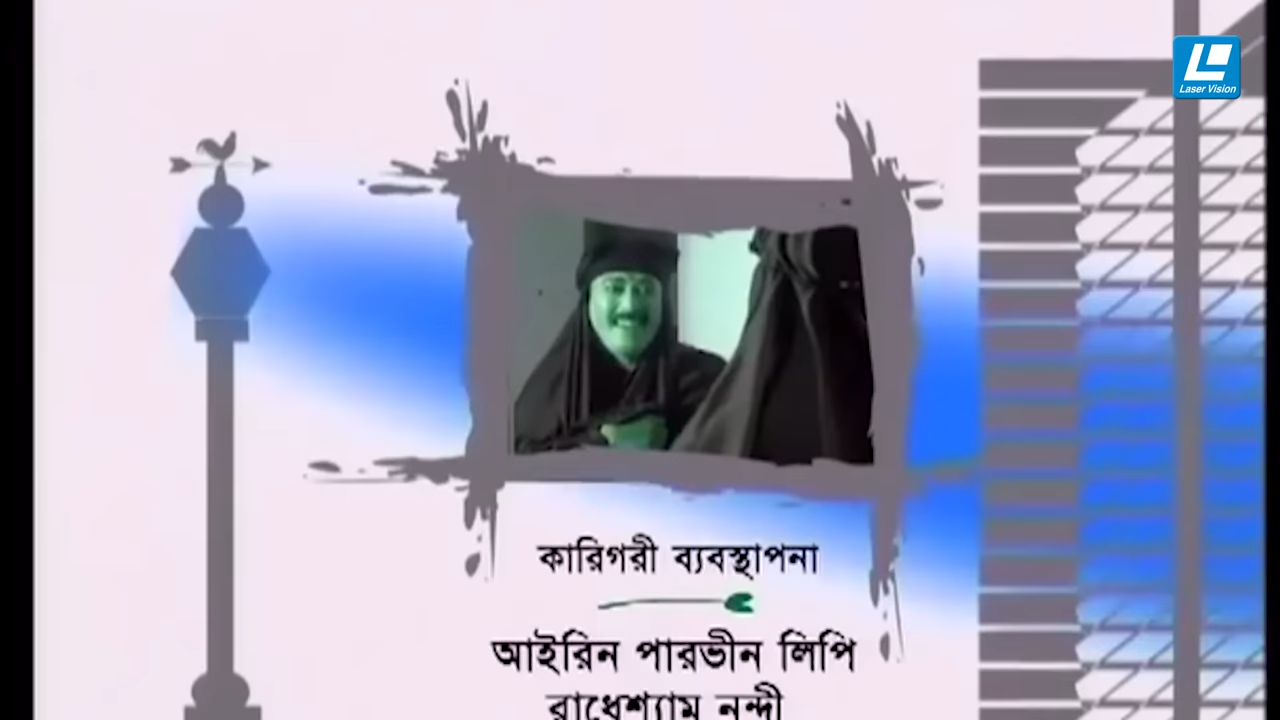 Laser Vision
কারিগরী ব্যবস্থাপনা
আইরিন পারভীন লিপি
রাধেশ্যাম নন্দী